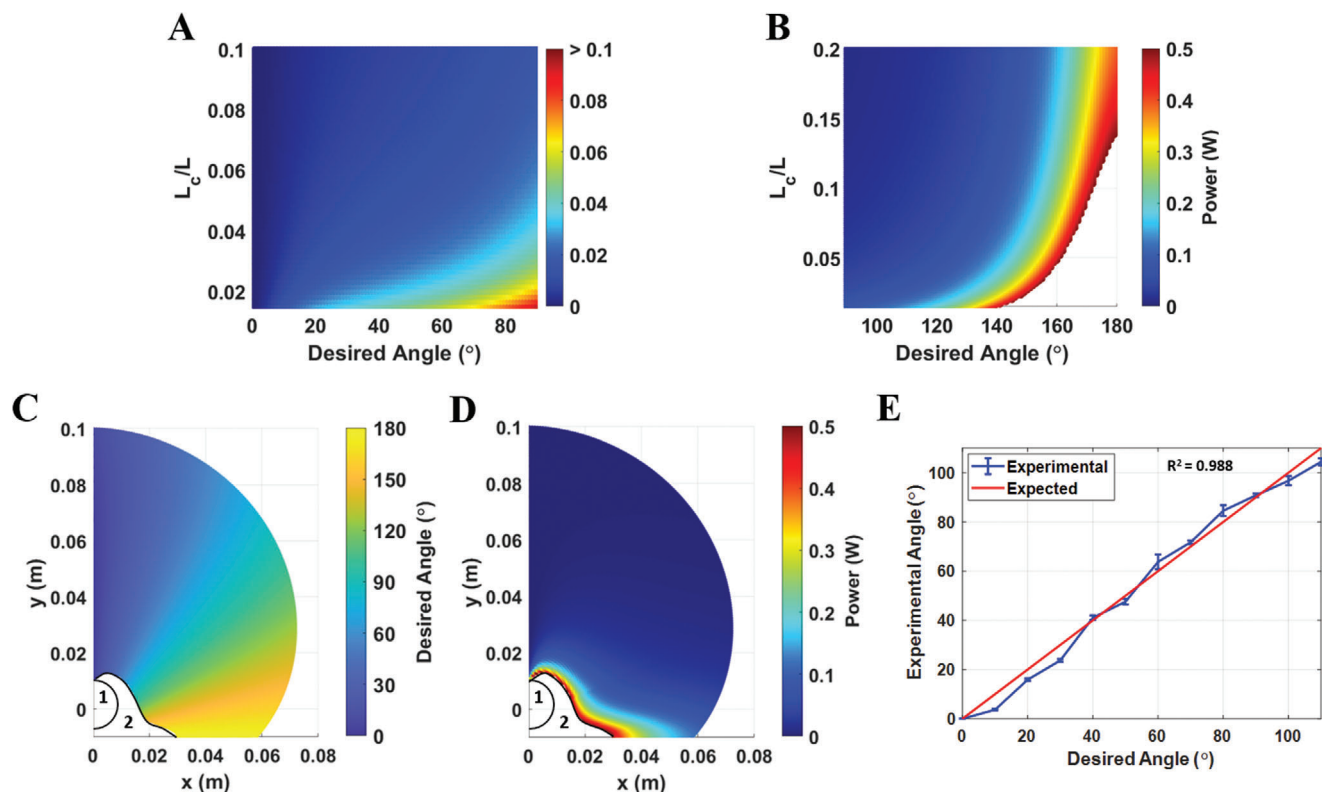 A
> 0.1
0.08
0.06
0.04
0.02
0
0.1
0.08
0.06
0.04
0.02
L_c/L
0 20 40 60 80
Desired Angle (°)
B
0.5
0.4
0.3
0.2
0.1
0
Power (W)
0.2
0.15
0.1
0.05
L_c/L
100 120 140 160 180
Desired Angle (°)
C
180
150
120
90
60
30
0
Desired Angle (°)
0.1
0.08
0.06
0.04
0.02
0
y (m)
1
2
0 0.02 0.04 0.06 0.08
x (m)
D
0.5
0.4
0.3
0.2
0.1
0
Power (W)
0.1
0.08
0.06
0.04
0.02
0
y (m)
1
2
0 0.02 0.04 0.06 0.08
x (m)
E
Experimental
Expected
R² = 0.988
100
80
60
40
20
0
Experimental Angle (°)
0 20 40 60 80 100
Desired Angle (°)